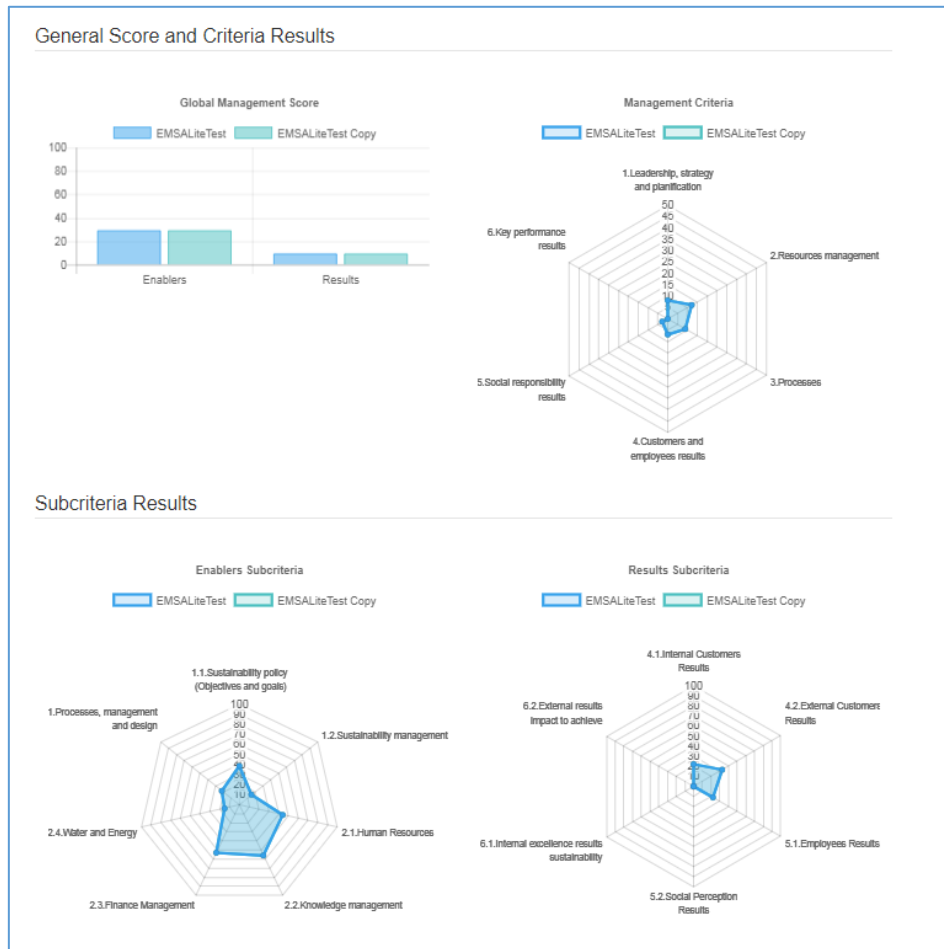 General Score and Criteria Results
Global Management Score
EMSALiteTest
EMSALiteTest Copy
100
80
60
40
20
0
Enablers
Results
Management Criteria
EMSALiteTest
EMSALiteTest Copy
1.Leadership, strategy
and planification
50
45
40
35
30
25
20
15
10
6.Key performance
results
2.Resources management
5.Social responsibility
results
3.Processes
4.Customers and
employees results
Subcriteria Results
Enablers Subcriteria
EMSALiteTest
EMSALiteTest Copy
1.1.Sustainability policy
(Objectives and goals)
100
90
80
70
60
50
40
30
20
10
1.Processes, management
and design
1.2.Sustainability management
2.4.Water and Energy
2.1.Human Resources
2.3.Finance Management
2.2.Knowledge management
Results Subcriteria
EMSALiteTest
EMSALiteTest Copy
4.1.Internal Customers
Results
100
90
80
70
60
50
40
30
20
10
6.2.External results
Impact to achieve
4.2.External Customers
Results
6.1.Internal excellence results
sustainability
5.1.Employees Results
5.2.Social Perception
Results